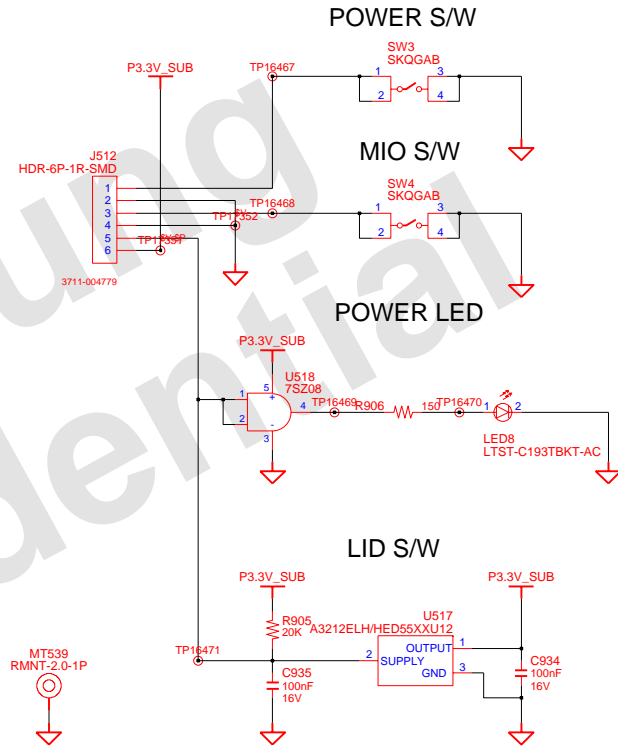 POWER S/W
SW3
SKQGAB
P3.3V_SUB
TP16467
1 3
2 4
MIO S/W
J512
HDR-6P-1R-SMD
SW4
SKQGAB
1
2
3
4
5
6
TP16468
TP17352
TP17351
1 3
2 4
3711-004779
POWER LED
P3.3V_SUB
U518
7SZ08
5
+
1
2
4
-
3
TP16469
R906
150
TP16470
1 2
LED8
LTST-C193TBKT-AC
LID S/W
P3.3V_SUB
P3.3V_SUB
R905
20K
U517
A3212ELH/HED55XXU12
OUTPUT 1
2 SUPPLY
GND 3
TP16471
C935
100nF
16V
C934
100nF
16V
MT539
RMNT-2.0-1P
ung
dential